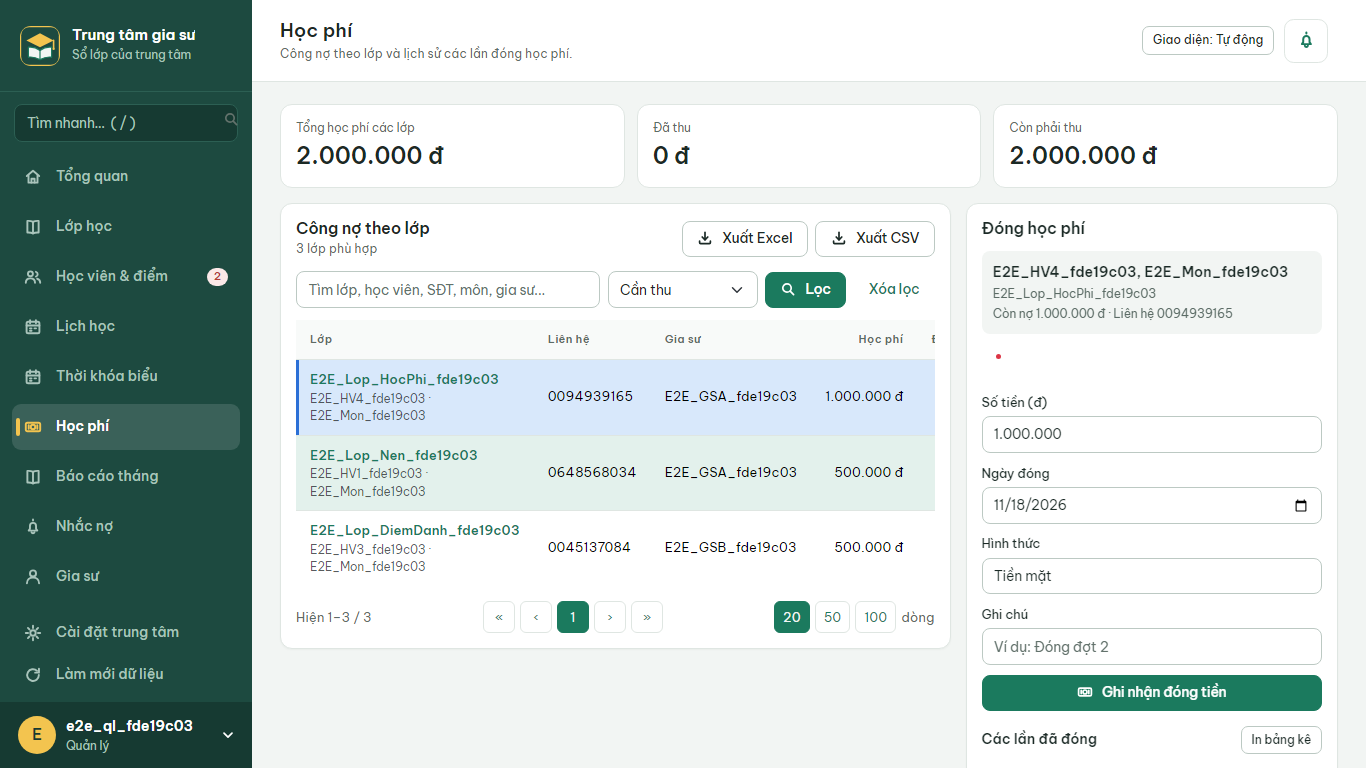 Trung tâm gia sư
Sổ lớp của trung tâm
Tìm nhanh... ( / )
Tổng quan
Lớp học
Học viên & điểm
2
Lịch học
Thời khóa biểu
Học phí
Báo cáo tháng
Nhắc nợ
Gia sư
Cài đặt trung tâm
Làm mới dữ liệu
E
e2e_ql_fde19c03
Quản lý
Học phí
Công nợ theo lớp và lịch sử các lần đóng học phí.
Giao diện: Tự động
Tổng học phí các lớp
2.000.000 đ
Đã thu
0 đ
Còn phải thu
2.000.000 đ
Công nợ theo lớp
3 lớp phù hợp
Xuất Excel
Xuất CSV
Tìm lớp, học viên, SĐT, môn, gia sư...
Cần thu
Lọc
Xóa lọc
Lớp Liên hệ Gia sư Học phí
E2E_Lop_HocPhi_fde19c03
E2E_HV4_fde19c03 ·
E2E_Mon_fde19c03
0094939165 E2E_GSA_fde19c03 1.000.000 đ
E2E_Lop_Nen_fde19c03
E2E_HV1_fde19c03 ·
E2E_Mon_fde19c03
0648568034 E2E_GSA_fde19c03 500.000 đ
E2E_Lop_DiemDanh_fde19c03
E2E_HV3_fde19c03 ·
E2E_Mon_fde19c03
0045137084 E2E_GSB_fde19c03 500.000 đ
Hiện 1–3 / 3
« ‹ 1 › »
20 50 100 dòng
Đóng học phí
E2E_HV4_fde19c03, E2E_Mon_fde19c03
E2E_Lop_HocPhi_fde19c03
Còn nợ 1.000.000 đ · Liên hệ 0094939165
Số tiền (đ)
1.000.000
Ngày đóng
11/18/2026
Hình thức
Tiền mặt
Ghi chú
Ví dụ: Đóng đợt 2
Ghi nhận đóng tiền
Các lần đã đóng
In bảng kê